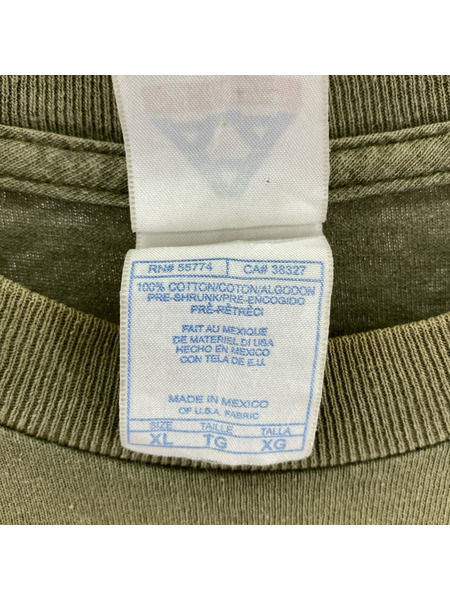 RN# 55774 CA# 38327
100% COTTON/COTON/ALGODON
PRE-SHRUNK/PRE-ENCOGIDO
PRÉ-RÉTRÉCI
FAIT AU MEXIQUE
DE MATERIEL DI USA
HECHO EN MEXICO
CON TELA DE E.U.
MADE IN MEXICO
OF U.S.A. FABRIC
SIZE TAILLE TALLA
XL TG XG